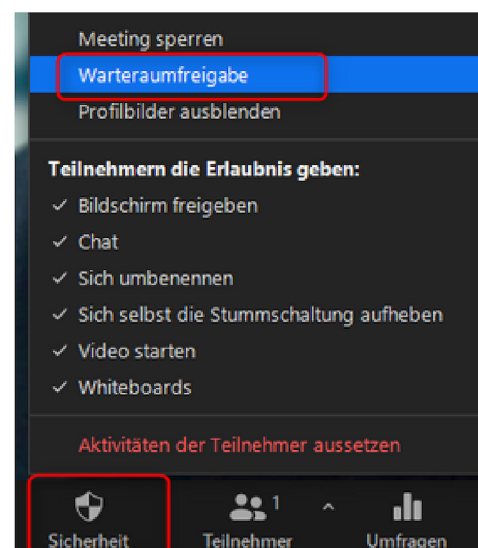 Meeting sperren
Warteraumfreigabe
Profilbilder ausblenden
Teilnehmern die Erlaubnis geben:
✓ Bildschirm freigeben
✓ Chat
✓ Sich umbenennen
✓ Sich selbst die Stummschaltung aufheben
✓ Video starten
✓ Whiteboards
Aktivitäten der Teilnehmer aussetzen
1
Sicherheit Teilnehmer Umfragen